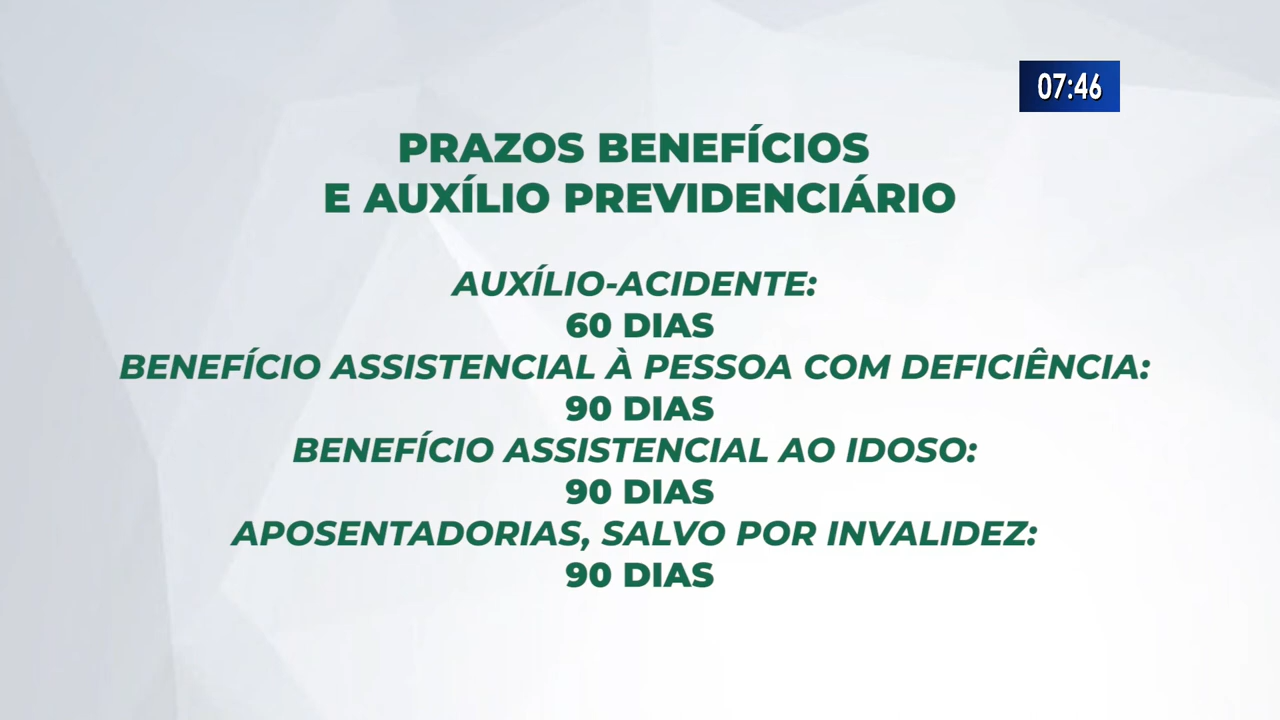 07:46
PRAZOS BENEFÍCIOS
E AUXÍLIO PREVIDENCIÁRIO
AUXÍLIO-ACIDENTE:
60 DIAS
BENEFÍCIO ASSISTENCIAL À PESSOA COM DEFICIÊNCIA:
90 DIAS
BENEFÍCIO ASSISTENCIAL AO IDOSO:
90 DIAS
APOSENTADORIAS, SALVO POR INVALIDEZ:
90 DIAS